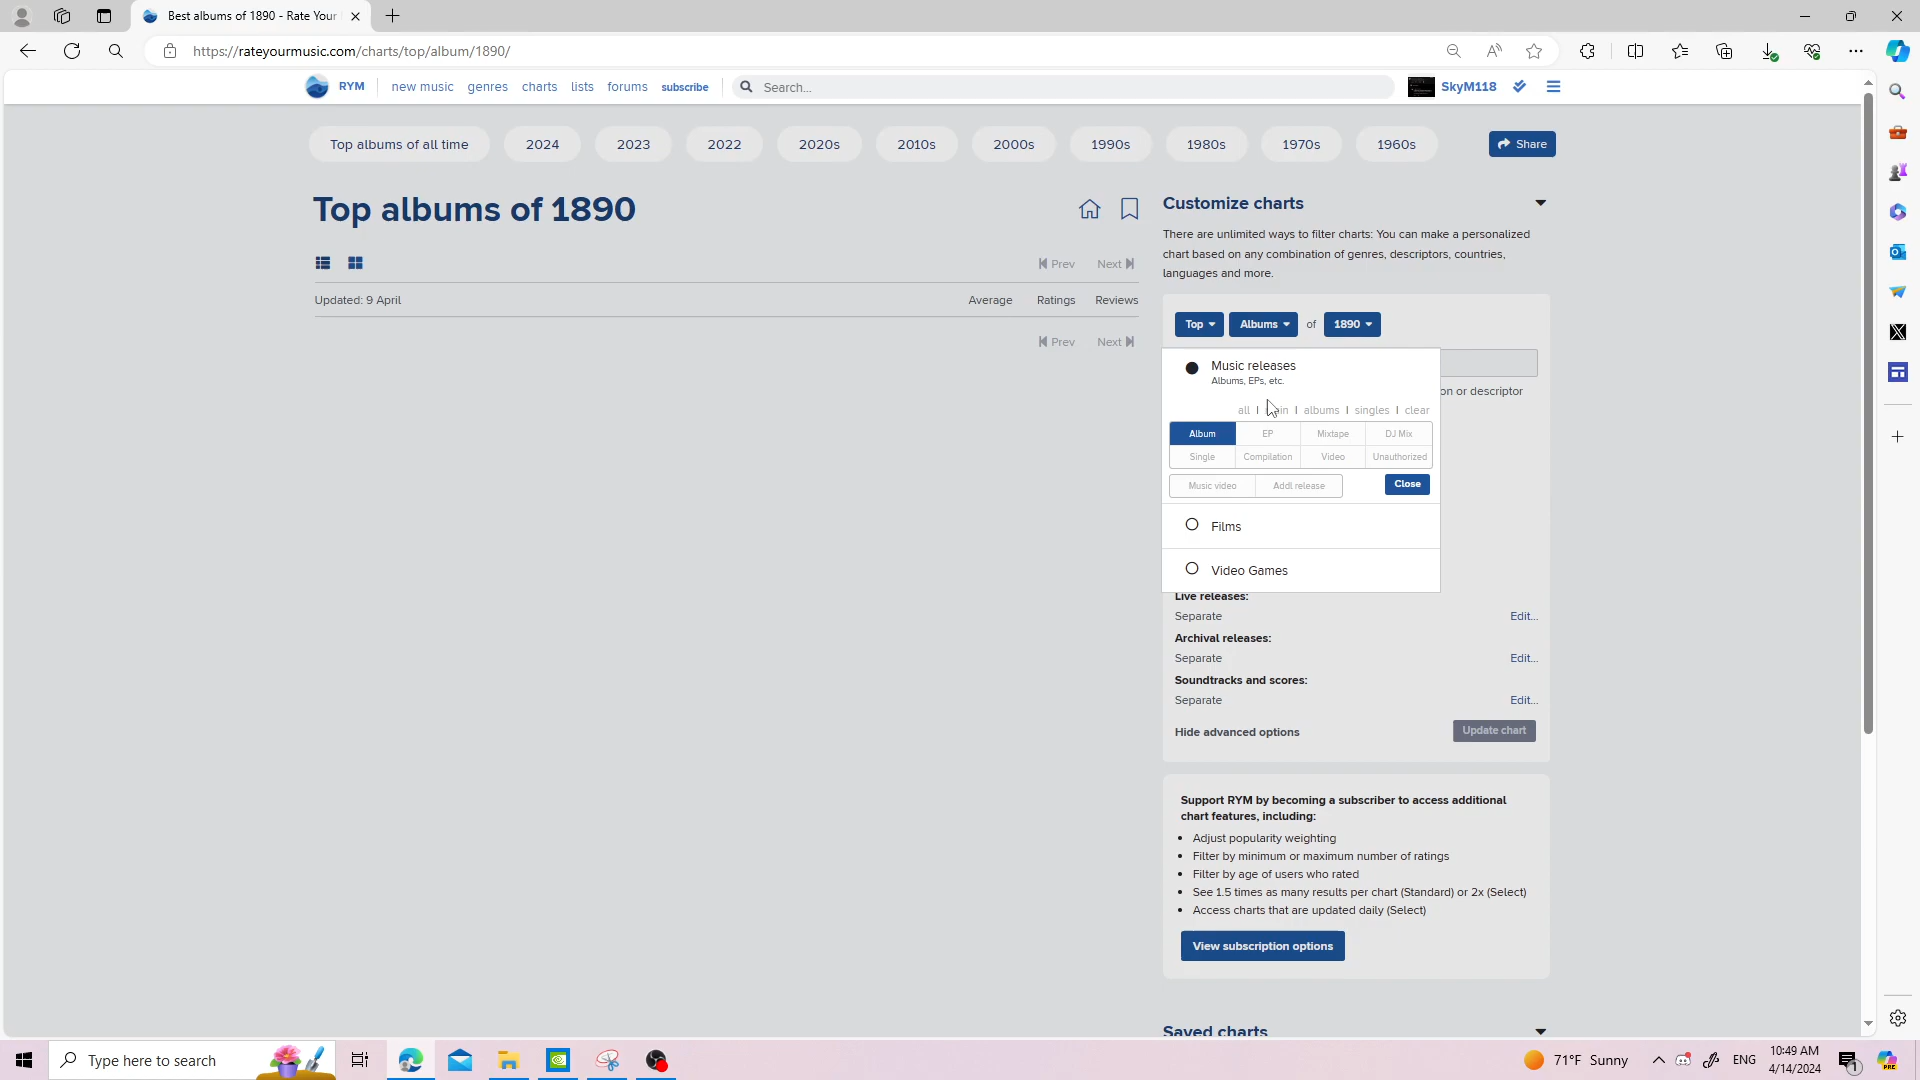 Best albums of 1890 - Rate Your
https://rateyourmusic.com/charts/top/album/1890/
RYM
new music
genres
charts
lists
forums
subscribe
Search...
SkyM118
Top albums of all time
2024
2023
2022
2020s
2010s
2000s
1990s
1980s
1970s
1960s
Share
Top albums of 1890
Prev
Next
Updated: 9 April
Average
Ratings
Reviews
Prev
Next
Customize charts
There are unlimited ways to filter charts: You can make a personalized
chart based on any combination of genres, descriptors, countries,
languages and more.
Top
Albums
of
1890
on or descriptor
Music releases
Albums, EPs, etc.
all | | albums | singles | clear
Album
EP
Mixtape
DJ Mix
Single
Compilation
Video
Unauthorized
Music video
Addl release
Close
Films
Video Games
Live releases:
Separate
Edit...
Archival releases:
Separate
Edit...
Soundtracks and scores:
Separate
Edit...
Hide advanced options
Update chart
Support RYM by becoming a subscriber to access additional
chart features, including:
• Adjust popularity weighting
• Filter by minimum or maximum number of ratings
• Filter by age of users who rated
• See 1.5 times as many results per chart (Standard) or 2x (Select)
• Access charts that are updated daily (Select)
View subscription options
Saved charts
Type here to search
71°F Sunny
ENG
10:49 AM
4/14/2024
1
PRE